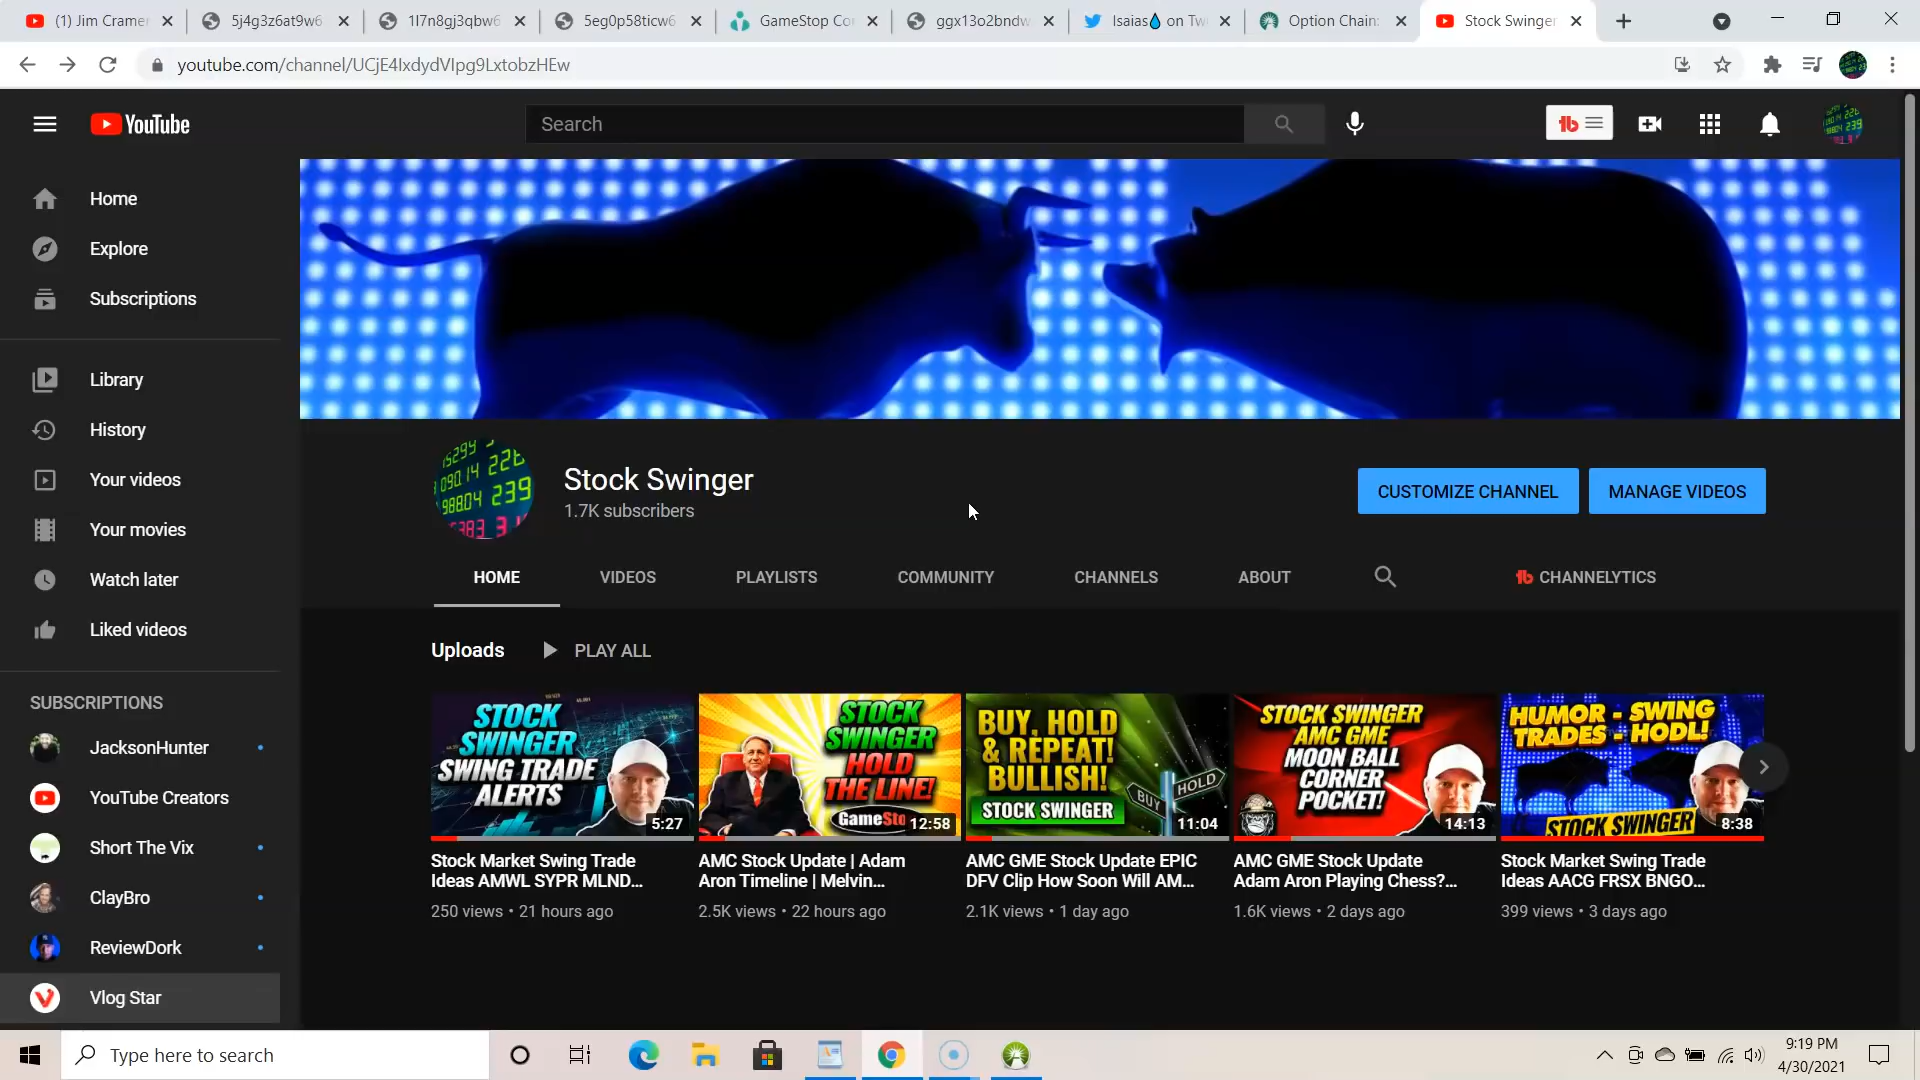 (1) Jim Cramer
5j4g3z6at9w6
1l7n8gj3qbw6
5eg0p58ticw6
GameStop Co
ggx13o2bndw
Isaias💧 on Tw
Option Chain:
Stock Swinger
youtube.com/channel/UCjE4IxdydVIpg9LxtobzHEw
YouTube
Search
Home
Explore
Subscriptions
Library
History
Your videos
Your movies
Watch later
Liked videos
SUBSCRIPTIONS
JacksonHunter
YouTube Creators
Short The Vix
ClayBro
ReviewDork
Vlog Star
Stock Swinger
1.7K subscribers
CUSTOMIZE CHANNEL
MANAGE VIDEOS
HOME
VIDEOS
PLAYLISTS
COMMUNITY
CHANNELS
ABOUT
CHANNELYTICS
Uploads
PLAY ALL
STOCK
SWINGER
SWING TRADE
ALERTS
5:27
Stock Market Swing Trade
Ideas AMWL SYPR MLND...
250 views • 21 hours ago
STOCK
SWINGER
HOLD
THE LINE!
GameSto
12:58
AMC Stock Update | Adam
Aron Timeline | Melvin...
2.5K views • 22 hours ago
BUY, HOLD
& REPEAT!
BULLISH!
STOCK SWINGER
BUY
HOLD
11:04
AMC GME Stock Update EPIC
DFV Clip How Soon Will AM...
2.1K views • 1 day ago
STOCK SWINGER
AMC GME
MOON BALL
CORNER
POCKET!
14:13
AMC GME Stock Update
Adam Aron Playing Chess?...
1.6K views • 2 days ago
HUMOR - SWING
TRADES - HODL!
STOCK SWINGER
8:38
Stock Market Swing Trade
Ideas AACG FRSX BNGO...
399 views • 3 days ago
Type here to search
9:19 PM
4/30/2021